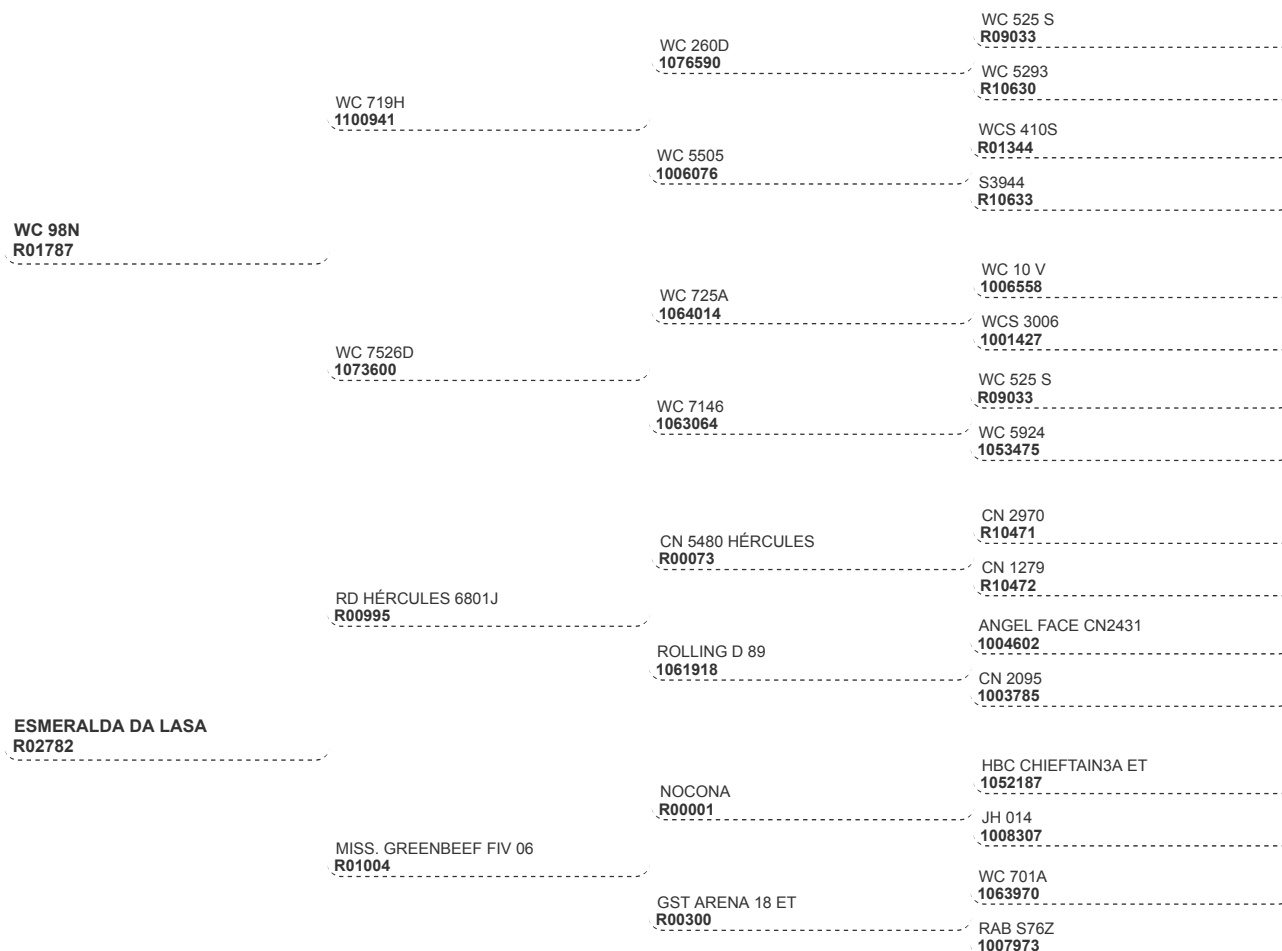 WC 98N
R01787
ESMERALDA DA LASA
R02782
WC 719H
1100941
WC 7526D
1073600
RD HÉRCULES 6801J
R00995
MISS. GREENBEEF FIV 06
R01004
WC 260D
1076590
WC 5505
1006076
WC 725A
1064014
WC 7146
1063064
CN 5480 HÉRCULES
R00073
ROLLING D 89
1061918
NOCONA
R00001
GST ARENA 18 ET
R00300
WC 525 S
R09033
WC 5293
R10630
WCS 410S
R01344
S3944
R10633
WC 10 V
1006558
WCS 3006
1001427
WC 525 S
R09033
WC 5924
1053475
CN 2970
R10471
CN 1279
R10472
ANGEL FACE CN2431
1004602
CN 2095
1003785
HBC CHIEFTAIN3A ET
1052187
JH 014
1008307
WC 701A
1063970
RAB S76Z
1007973